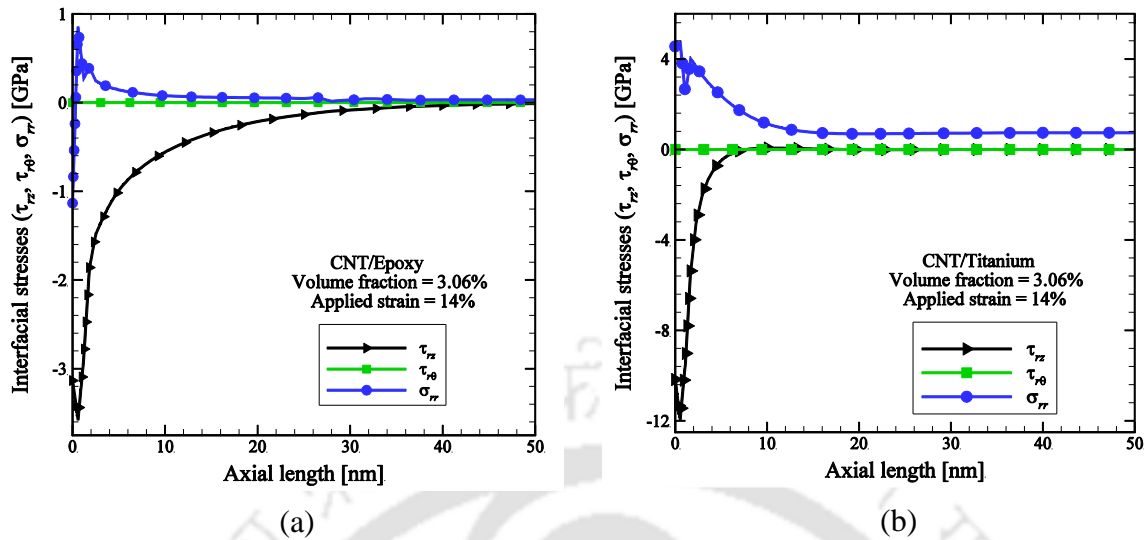 Interfacial stresses (τrz, τrθ, σrr) [GPa]
1
0
-1
-2
-3
CNT/Epoxy
Volume fraction = 3.06%
Applied strain = 14%
τrz
τrθ
σrr
0 10 20 30 40 50
Axial length [nm]
(a)
Interfacial stresses (τrz, τrθ, σrr) [GPa]
4
0
-4
-8
-12
CNT/Titanium
Volume fraction = 3.06%
Applied strain = 14%
τrz
τrθ
σrr
0 10 20 30 40 50
Axial length [nm]
(b)